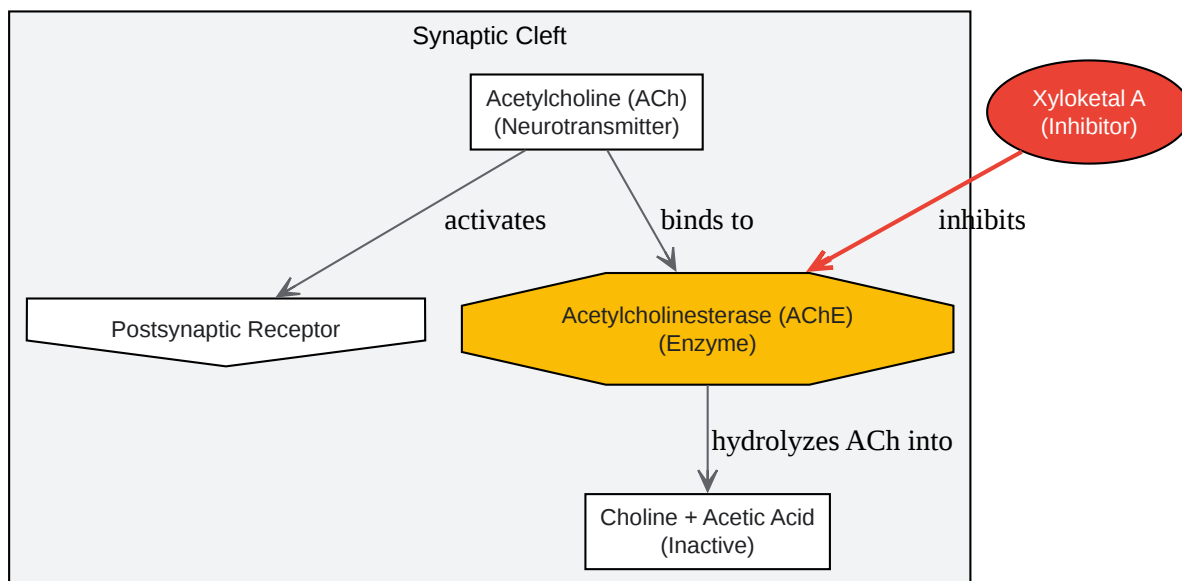 Synaptic Cleft
Acetylcholine (ACh)
(Neurotransmitter)
Xyloketal A
(Inhibitor)
activates
binds to
inhibits
Postsynaptic Receptor
Acetylcholinesterase (AChE)
(Enzyme)
hydrolyzes ACh into
Choline + Acetic Acid
(Inactive)